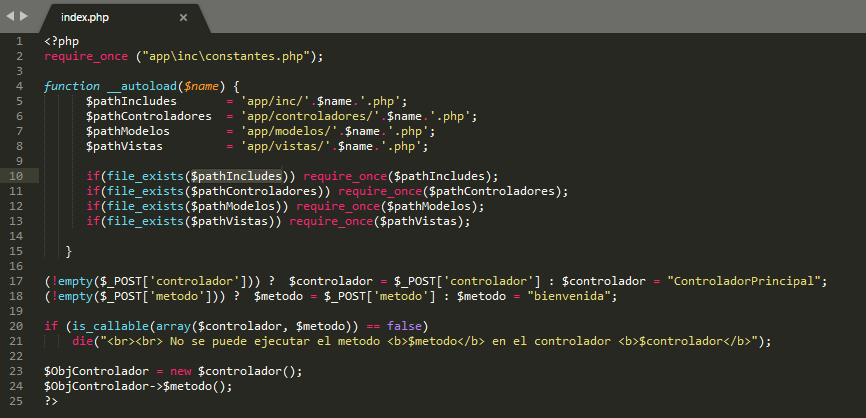 index.php
1 <?php
2 require_once ("app\inc\constantes.php");
3
4 function __autoload($name) {
5 $pathIncludes = 'app/inc/'.$name.'.php';
6 $pathControladores = 'app/controladores/'.$name.'.php';
7 $pathModelos = 'app/modelos/'.$name.'.php';
8 $pathVistas = 'app/vistas/'.$name.'.php';
9
10 if(file_exists($pathIncludes)) require_once($pathIncludes);
11 if(file_exists($pathControladores)) require_once($pathControladores);
12 if(file_exists($pathModelos)) require_once($pathModelos);
13 if(file_exists($pathVistas)) require_once($pathVistas);
14
15 }
16
17 (!empty($_POST['controlador'])) ? $controlador = $_POST['controlador'] : $controlador = "ControladorPrincipal";
18 (!empty($_POST['metodo'])) ? $metodo = $_POST['metodo'] : $metodo = "bienvenida";
19
20 if (is_callable(array($controlador, $metodo)) == false)
21 die("<br><br> No se puede ejecutar el metodo <b>$metodo</b> en el controlador <b>$controlador</b>");
22
23 $ObjControlador = new $controlador();
24 $ObjControlador->$metodo();
25 ?>